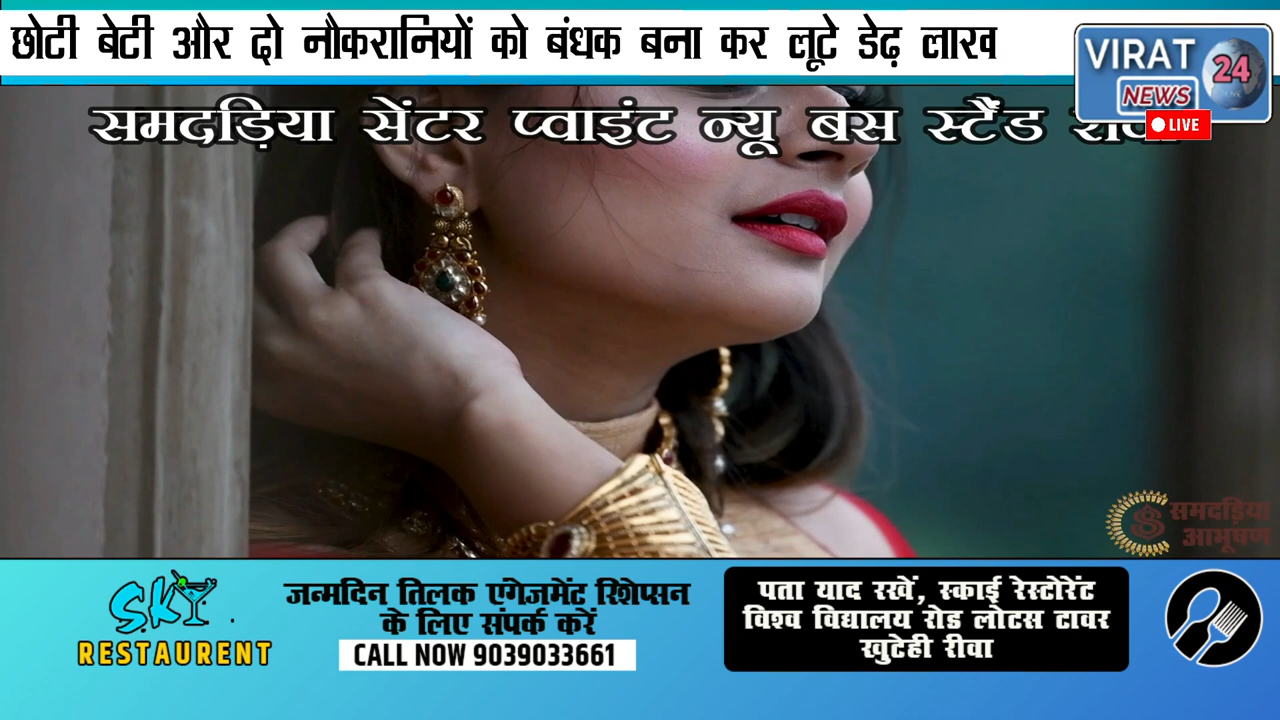 छोटी बेटी और दो नौकरानियों को बंधक बना कर लूटे डेढ़ लाख
VIRAT
24
NEWS
LIVE
समदड़िया सेंटर प्वाइंट न्यू बस स्टैंड
समदड़िया
आभूषण
SKY
RESTAURENT
जन्मदिन तिलक एंगेजमेंट रिशेप्सन
के लिए संपर्क करें
CALL NOW 9039033661
पता याद रखें, स्काई रेस्टोरेंट
विश्व विद्यालय रोड लोटस टावर
खुटेही रीवा